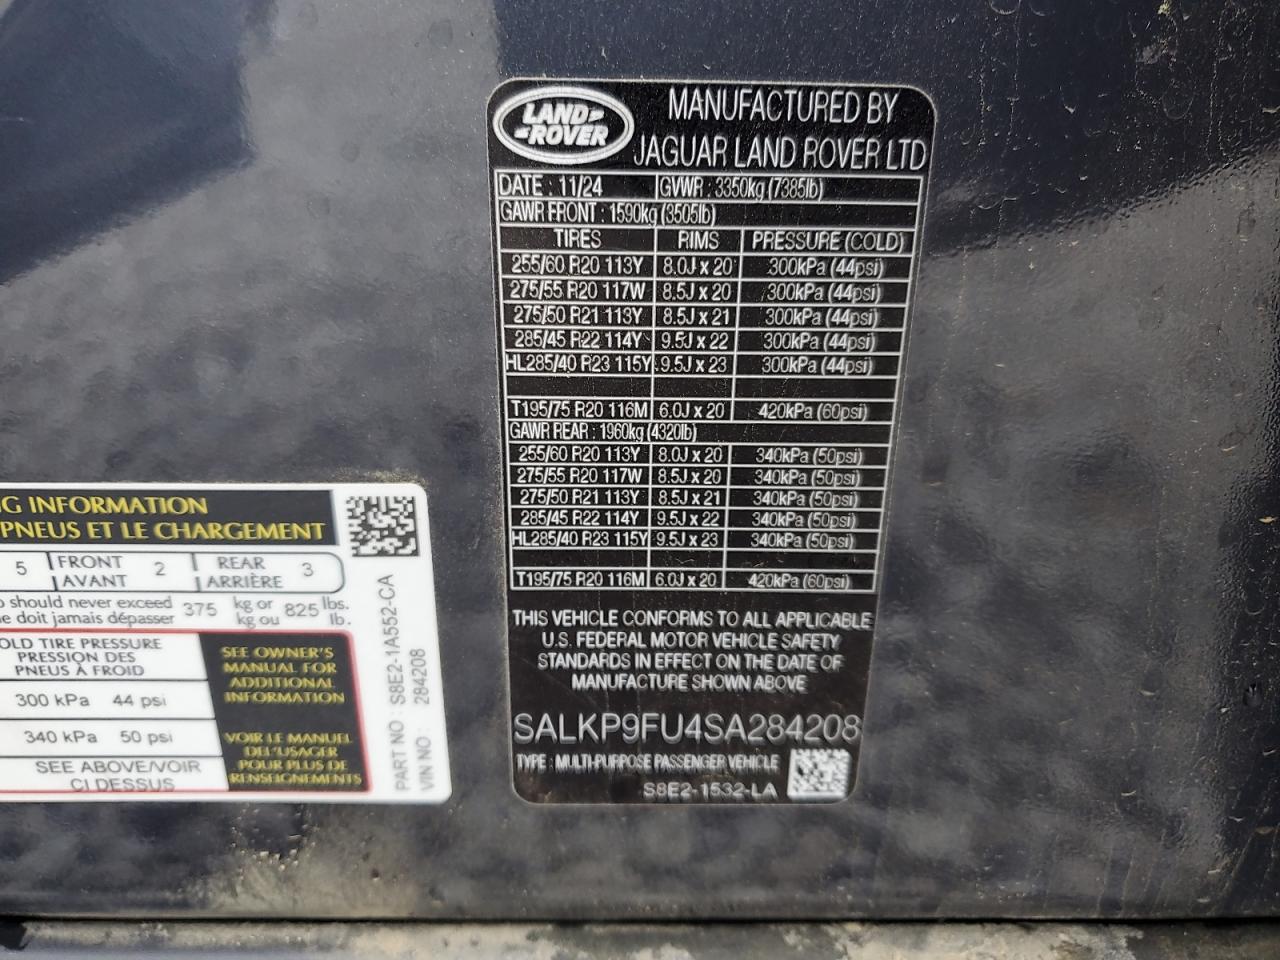 LAND ROVER
MANUFACTURED BY
JAGUAR LAND ROVER LTD
DATE : 11/24 GVWR : 3350kg (7385lb)
GAWR FRONT : 1590kg (3505lb)
TIRES RIMS PRESSURE (COLD)
255/60 R20 113Y 8.0J x 20 300kPa (44psi)
275/55 R20 117W 8.5J x 20 300kPa (44psi)
275/50 R21 113Y 8.5J x 21 300kPa (44psi)
285/45 R22 114Y 9.5J x 22 300kPa (44psi)
HL285/40 R23 115Y 9.5J x 23 300kPa (44psi)
T195/75 R20 116M 6.0J x 20 420kPa (60psi)
GAWR REAR : 1960kg (4320lb)
255/60 R20 113Y 8.0J x 20 340kPa (50psi)
275/55 R20 117W 8.5J x 20 340kPa (50psi)
275/50 R21 113Y 8.5J x 21 340kPa (50psi)
285/45 R22 114Y 9.5J x 22 340kPa (50psi)
HL285/40 R23 115Y 9.5J x 23 340kPa (50psi)
T195/75 R20 116M 6.0J x 20 420kPa (60psi)
THIS VEHICLE CONFORMS TO ALL APPLICABLE
U.S. FEDERAL MOTOR VEHICLE SAFETY
STANDARDS IN EFFECT ON THE DATE OF
MANUFACTURE SHOWN ABOVE
SALKP9FU4SA284208
TYPE : MULTI-PURPOSE PASSENGER VEHICLE
S8E2-1532-LA
G INFORMATION
PNEUS ET LE CHARGEMENT
5 FRONT AVANT 2 REAR ARRIÈRE 3
should never exceed 375 kg or 825 lbs.
doit jamais dépasser kg ou lb.
OLD TIRE PRESSURE
PRESSION DES
PNEUS À FROID
300 kPa 44 psi
340 kPa 50 psi
SEE ABOVE/VOIR
CI DESSUS
SEE OWNER'S
MANUAL FOR
ADDITIONAL
INFORMATION
VOIR LE MANUEL
DE L'USAGER
POUR PLUS DE
RENSEIGNEMENTS
PART NO : S8E2-1A552-CA
VIN NO : 284208